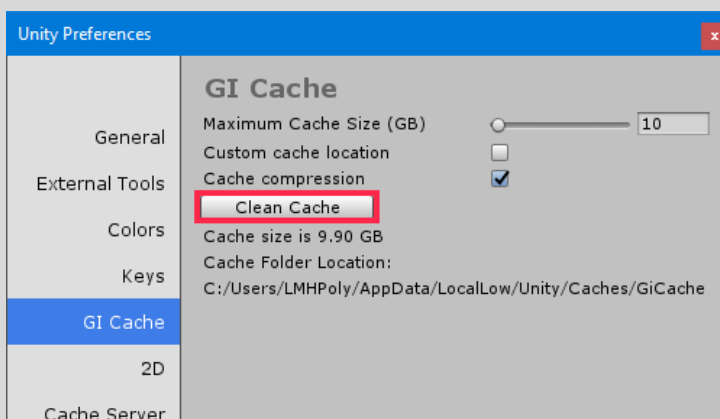 Unity Preferences
x
General
External Tools
Colors
Keys
GI Cache
2D
Cache Server
GI Cache
Maximum Cache Size (GB)
10
Custom cache location
Cache compression
Clean Cache
Cache size is 9.90 GB
Cache Folder Location:
C:/Users/LMHPoly/AppData/LocalLow/Unity/Caches/GiCache